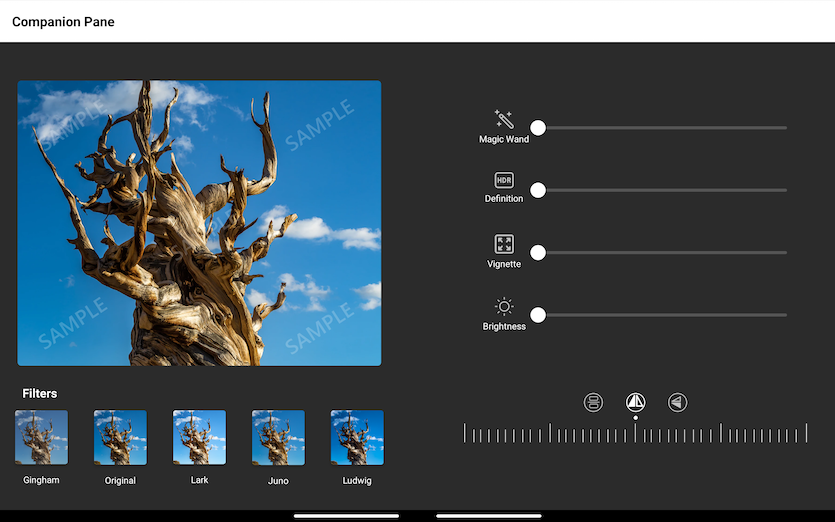 Companion Pane
SAMPLE
SAMPLE
SAMPLE
SAMPLE
Magic Wand
HDR
Definition
Vignette
Brightness
Filters
Gingham
Original
Lark
Juno
Ludwig